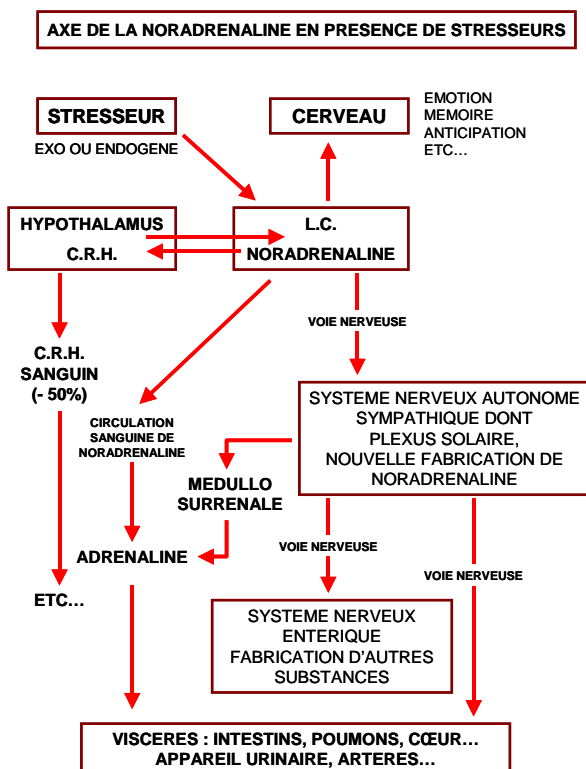 AXE DE LA NORADRENALINE EN PRESENCE DE STRESSEURS
STRESSEUR
EXO OU ENDOGENE
CERVEAU
EMOTION
MEMOIRE
ANTICIPATION
ETC…
HYPOTHALAMUS
C.R.H.
L.C.
NORADRENALINE
VOIE NERVEUSE
C.R.H.
SANGUIN
(- 50%)
CIRCULATION
SANGUINE DE
NORADRENALINE
SYSTEME NERVEUX AUTONOME
SYMPATHIQUE DONT
PLEXUS SOLAIRE,
NOUVELLE FABRICATION DE
NORADRENALINE
MEDULLO
SURRENALE
ADRENALINE
VOIE NERVEUSE
VOIE NERVEUSE
ETC…
SYSTEME NERVEUX
ENTERIQUE
FABRICATION D'AUTRES
SUBSTANCES
VISCERES : INTESTINS, POUMONS, CŒUR…
APPAREIL URINAIRE, ARTERES…